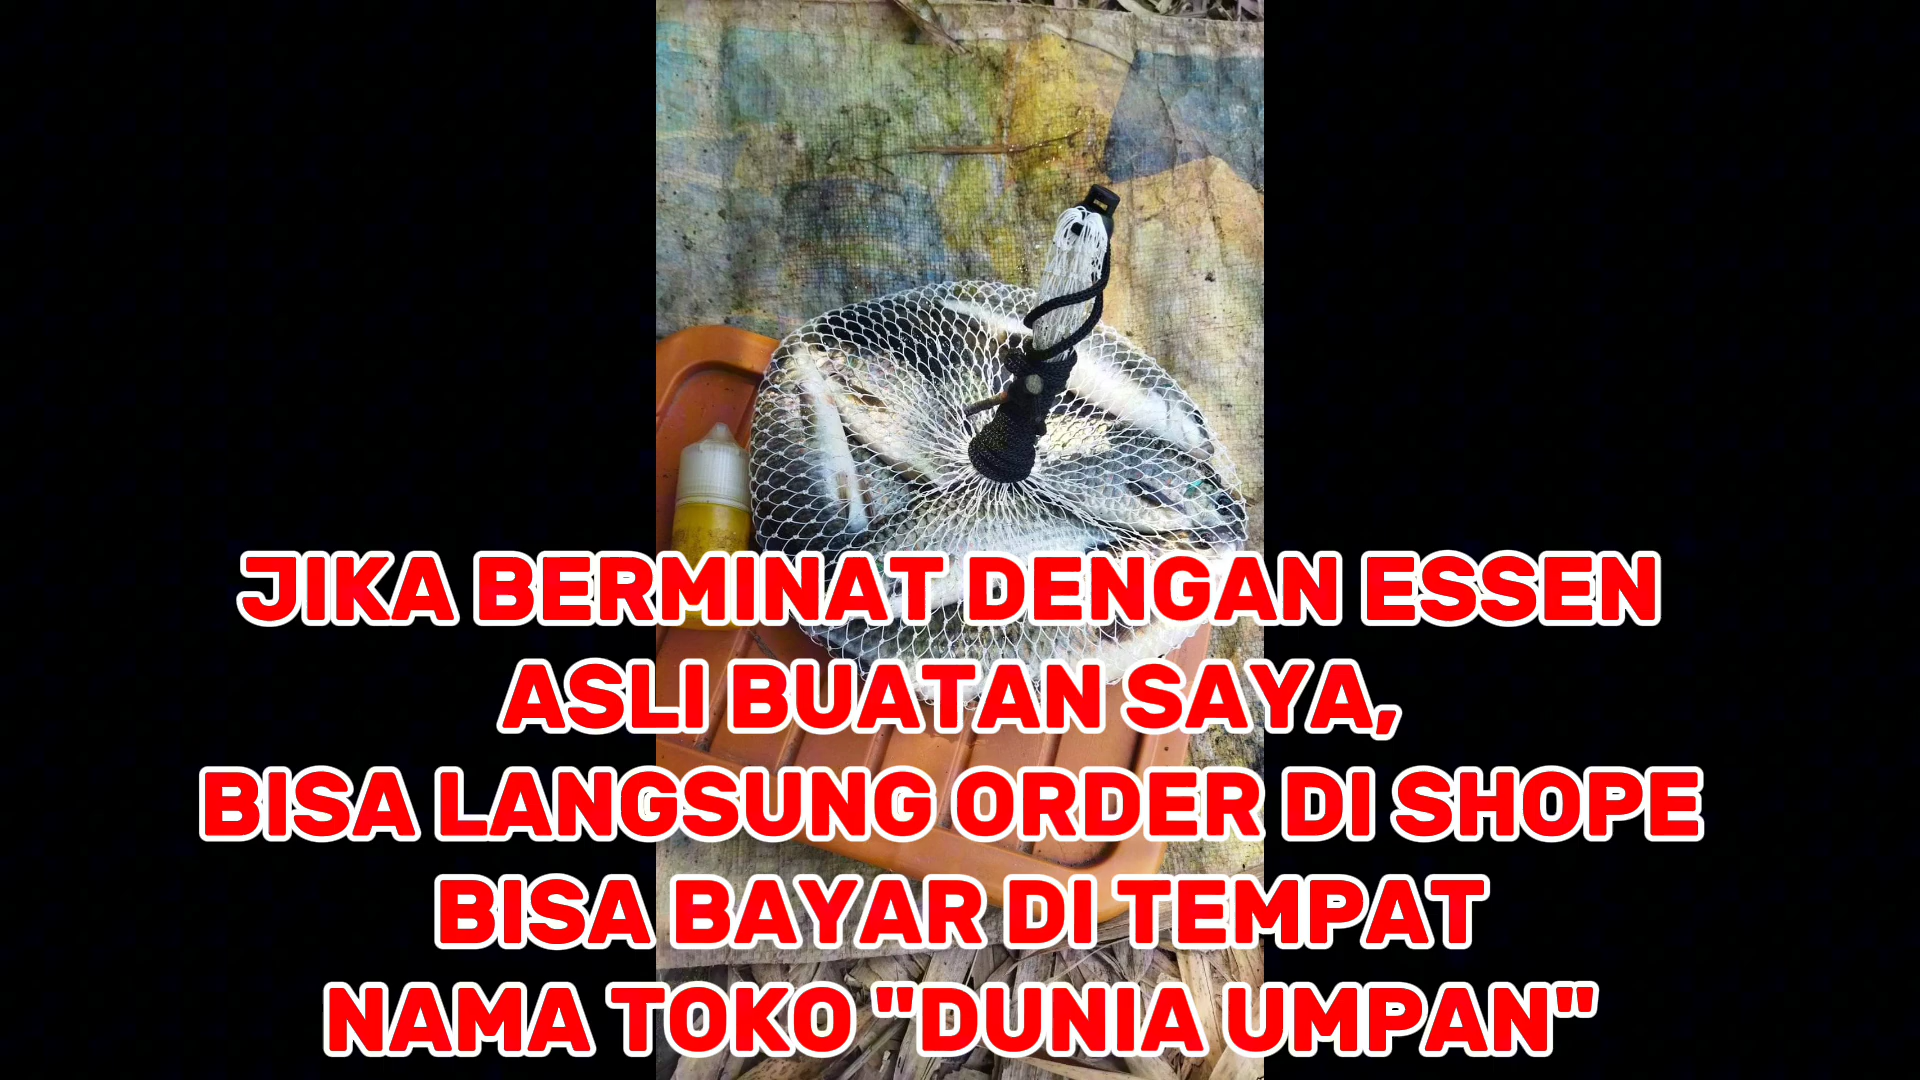 JIKA BERMINAT DENGAN ESSEN
ASLI BUATAN SAYA,
BISA LANGSUNG ORDER DI SHOPE
BISA BAYAR DI TEMPAT
NAMA TOKO "DUNIA UMPAN"